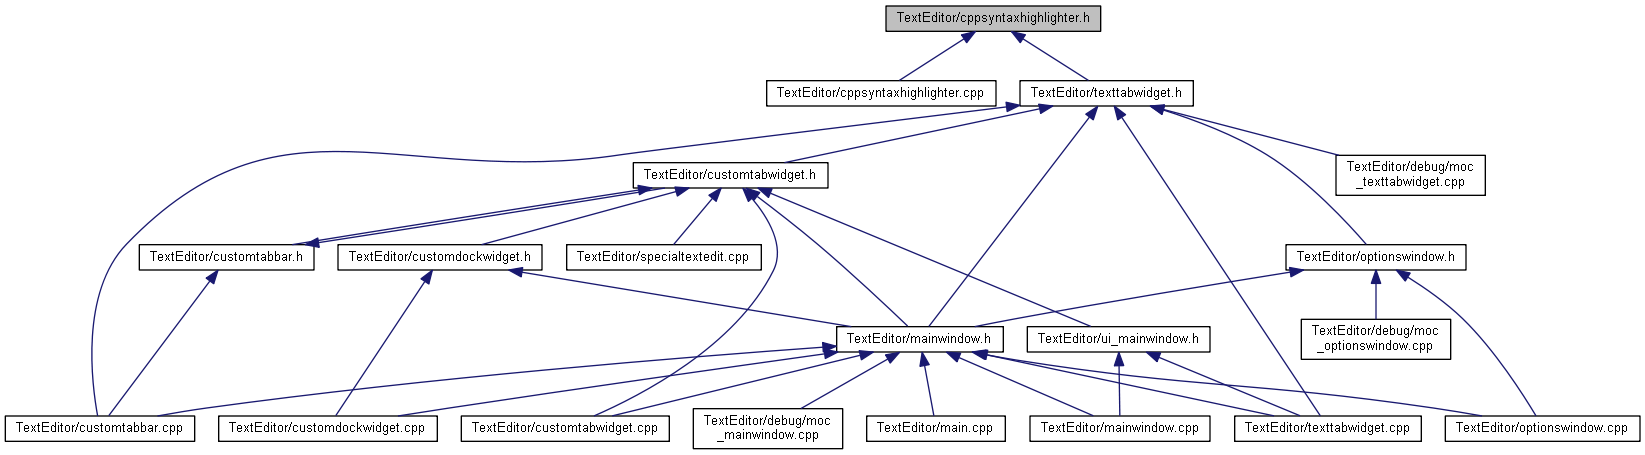 TextEditor/cppsyntaxhighlighter.h
TextEditor/cppsyntaxhighlighter.cpp
TextEditor/texttabwidget.h
TextEditor/customtabwidget.h
TextEditor/debug/moc
_texttabwidget.cpp
TextEditor/customtabbar.h
TextEditor/customdockwidget.h
TextEditor/specialtextedit.cpp
TextEditor/optionswindow.h
TextEditor/mainwindow.h
TextEditor/ui_mainwindow.h
TextEditor/debug/moc
_optionswindow.cpp
TextEditor/customtabbar.cpp
TextEditor/customdockwidget.cpp
TextEditor/customtabwidget.cpp
TextEditor/debug/moc
_mainwindow.cpp
TextEditor/main.cpp
TextEditor/mainwindow.cpp
TextEditor/texttabwidget.cpp
TextEditor/optionswindow.cpp